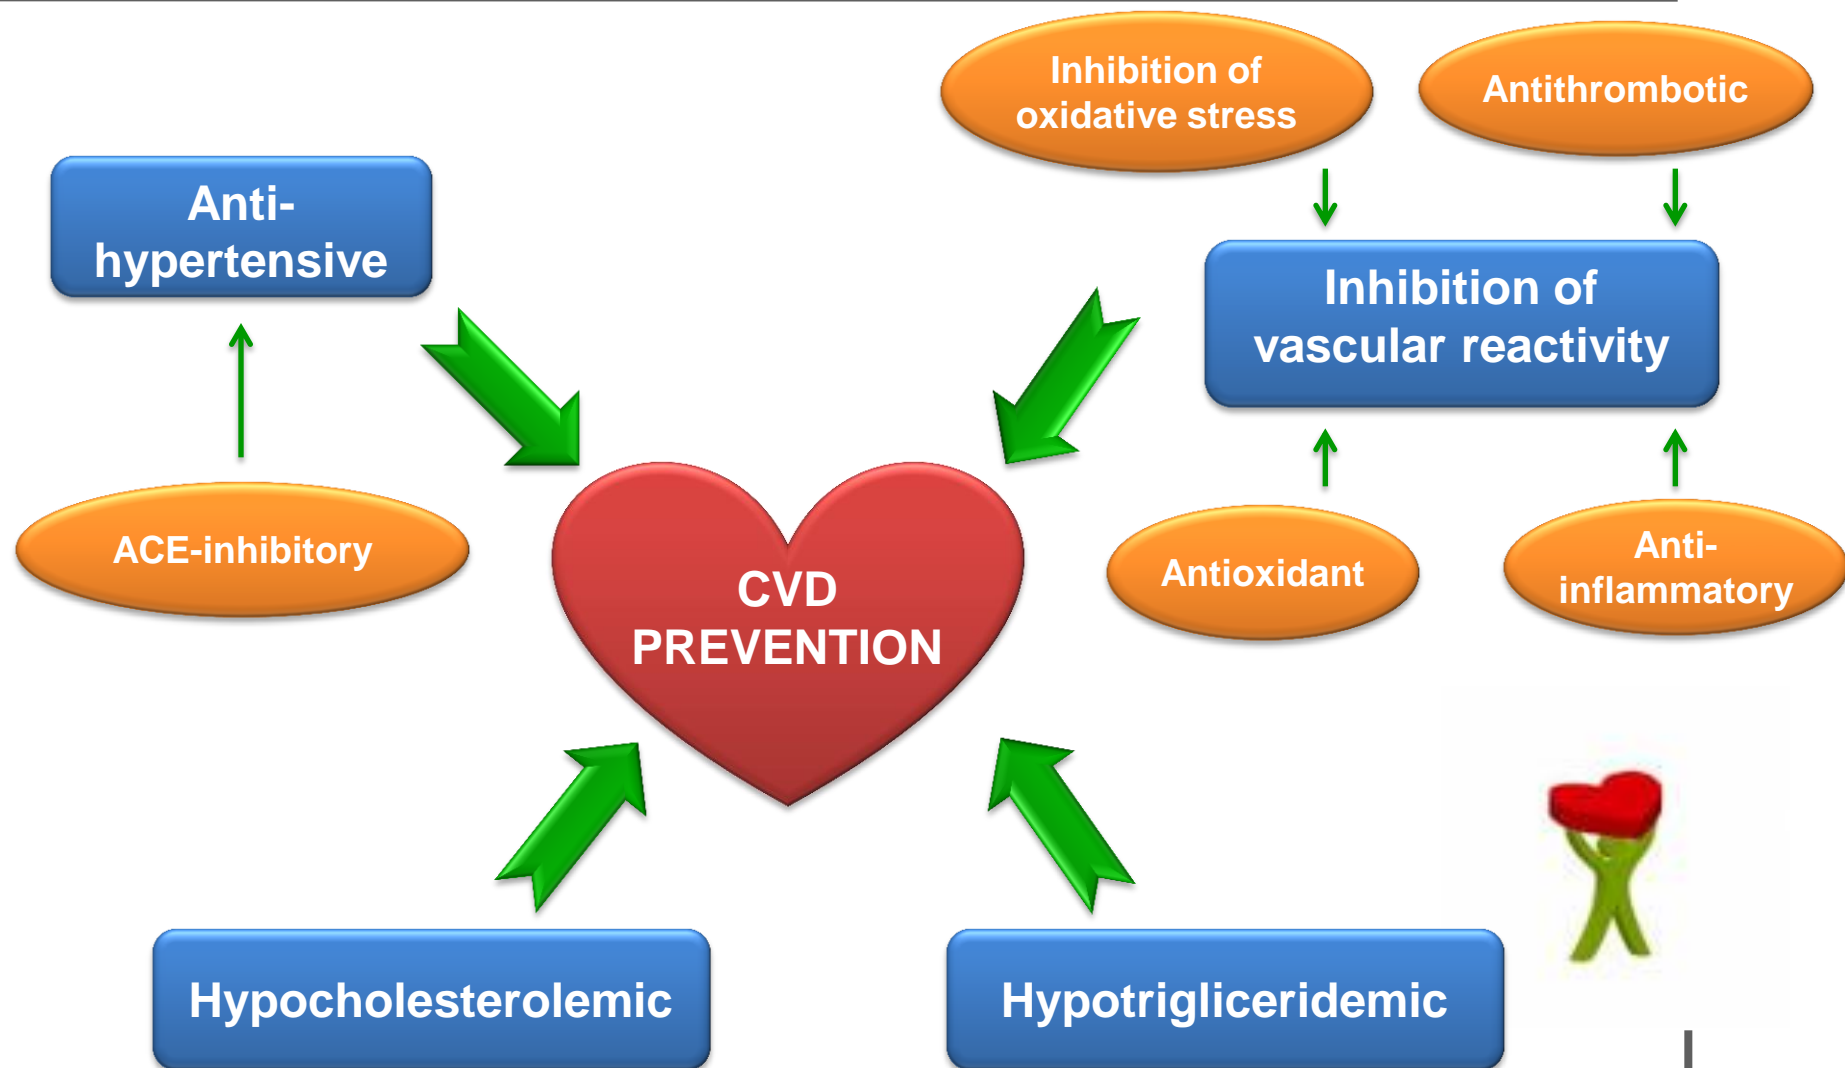 Inhibition of
oxidative stress
Antithrombotic
Anti-
hypertensive
Inhibition of
vascular reactivity
ACE-inhibitory
Antioxidant
Anti-
inflammatory
CVD
PREVENTION
Hypocholesterolemic
Hypotrigliceridemic